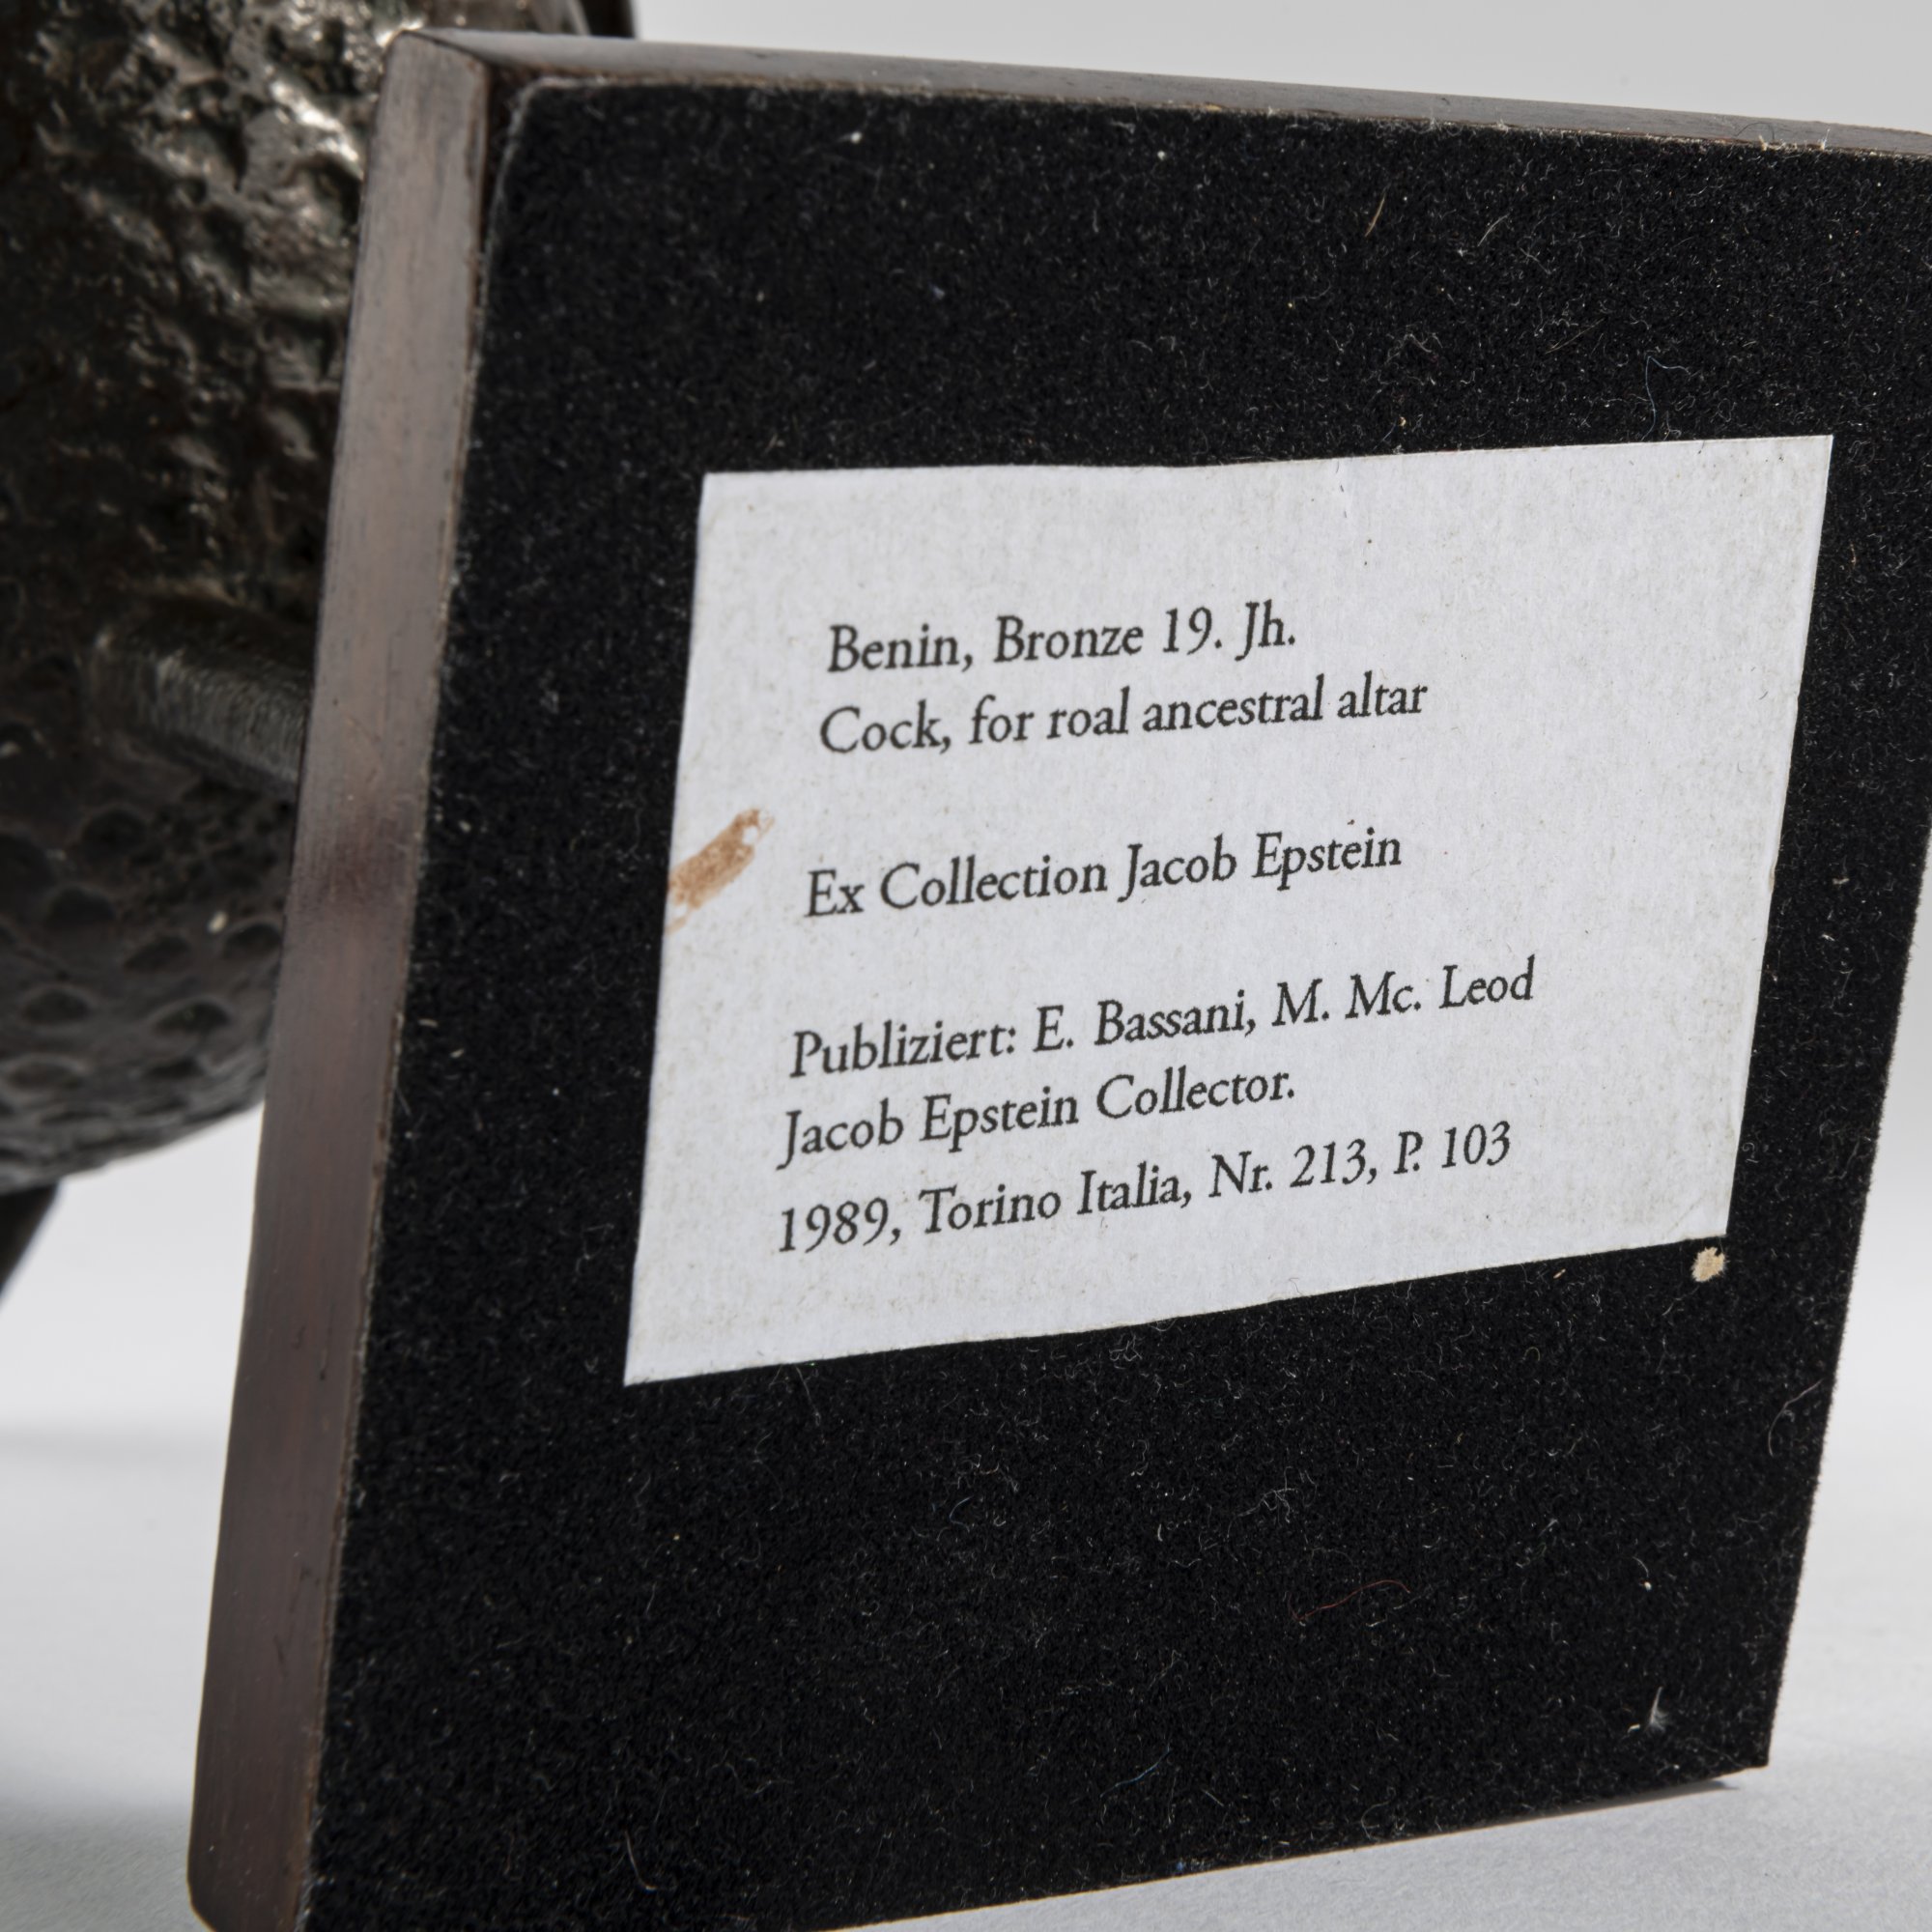 Benin, Bronze 19. Jh.
Cock, for roal ancestral altar
Ex Collection Jacob Epstein
Publiziert: E. Bassani, M. Mc. Leod
Jacob Epstein Collector.
1989, Torino Italia, Nr. 213, P. 103